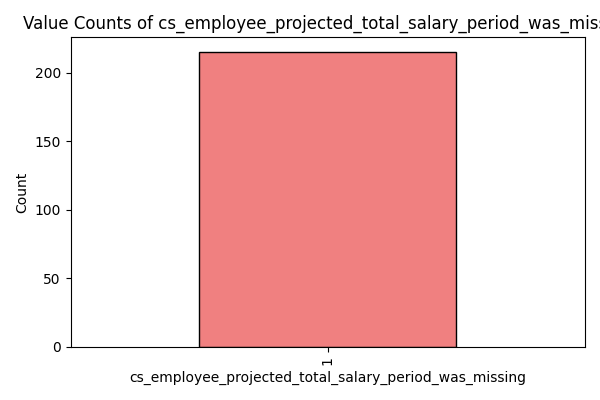 Value Counts of cs_employee_projected_total_salary_period_was_miss
200
150
100
50
0
Count
1
cs_employee_projected_total_salary_period_was_missing